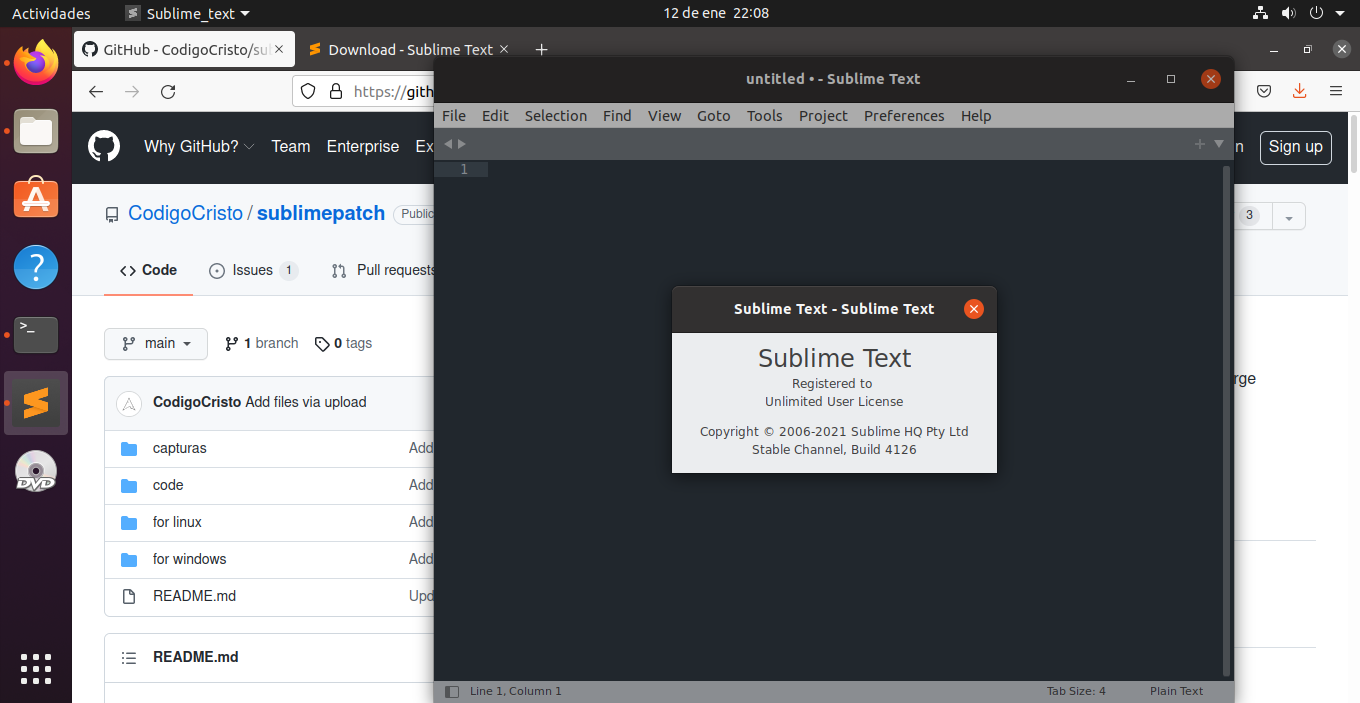 Actividades
Sublime_text
12 de ene 22:08
GitHub - CodigoCristo/su
Download - Sublime Text
https://gith
untitled • - Sublime Text
File Edit Selection Find View Goto Tools Project Preferences Help
Why GitHub? Team Enterprise Ex
n
Sign up
1
CodigoCristo / sublimepatch
Public
3
Code
Issues 1
Pull requests
Sublime Text - Sublime Text
Sublime Text
Registered to
Unlimited User License
Copyright © 2006-2021 Sublime HQ Pty Ltd
Stable Channel, Build 4126
main
1 branch
0 tags
rge
CodigoCristo Add files via upload
capturas Add
code Add
for linux Add
for windows Add
README.md Upd
README.md
DVD
Line 1, Column 1
Tab Size: 4
Plain Text